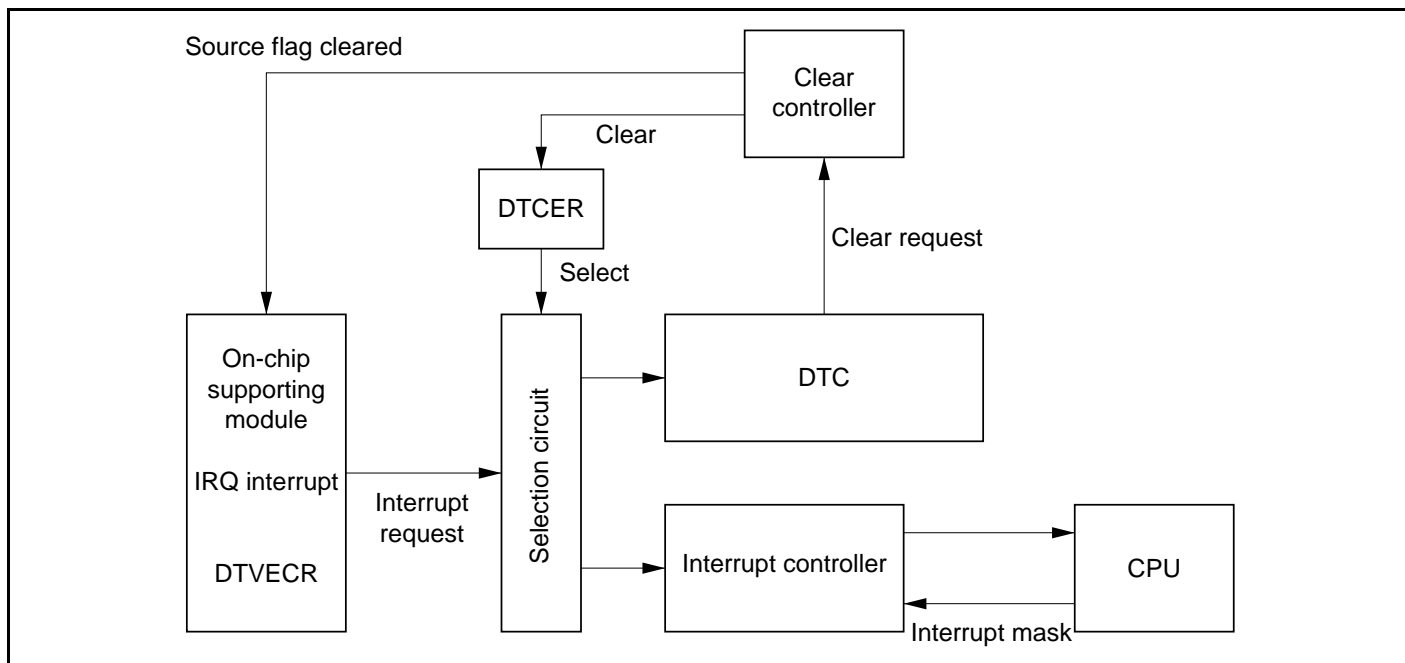 Source flag cleared
Clear
controller
Clear
DTCER
Clear request
Select
On-chip
supporting
module
IRQ interrupt
DTVECR
Interrupt
request
Selection circuit
DTC
Interrupt controller
CPU
Interrupt mask